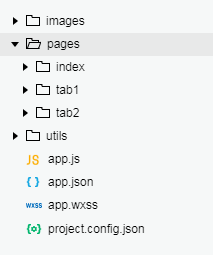 images
pages
index
tab1
tab2
utils
JS app.js
{ } app.json
WXSS app.wxss
{o} project.config.json